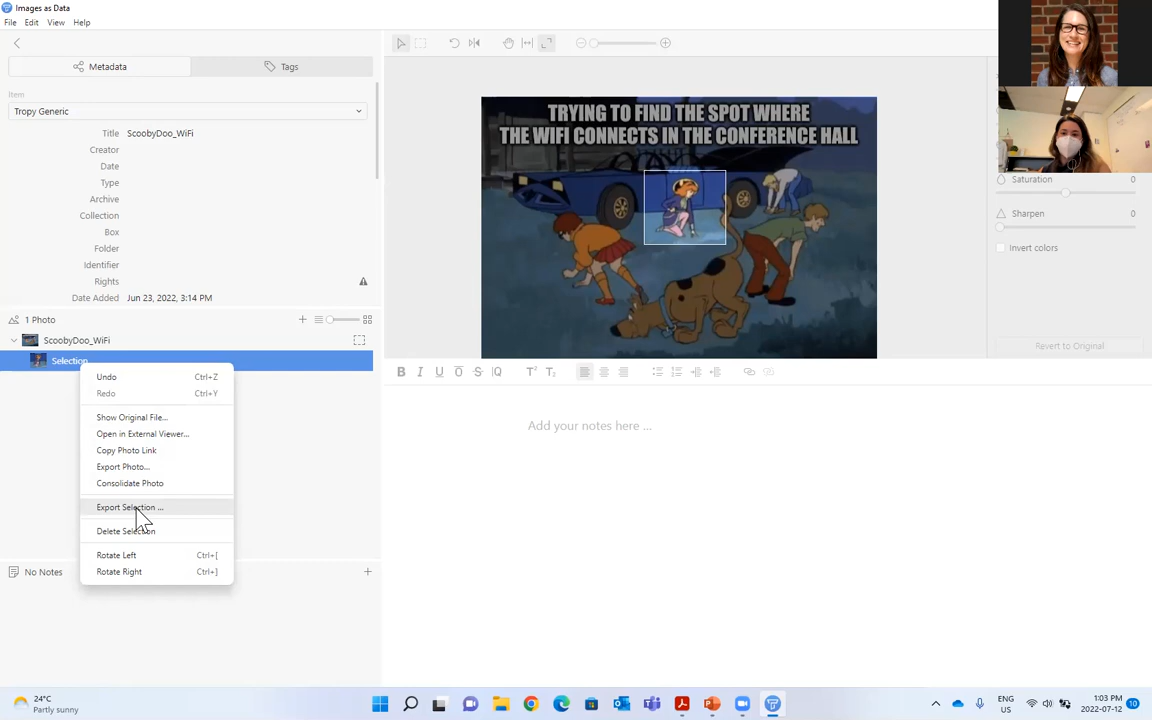 Images as Data
File Edit View Help
Metadata Tags
Item
Tropy Generic
Title ScoobyDoo_WiFi
Creator
Date
Type
Archive
Collection
Box
Folder
Identifier
Rights
Date Added Jun 23, 2022, 3:14 PM
1 Photo
ScoobyDoo_WiFi
Selection
Undo Ctrl+Z
Redo Ctrl+Y
Show Original File...
Open in External Viewer...
Copy Photo Link
Export Photo...
Consolidate Photo
Export Selection ...
Delete Selection
Rotate Left Ctrl+[
Rotate Right Ctrl+]
No Notes
TRYING TO FIND THE SPOT WHERE
THE WIFI CONNECTS IN THE CONFERENCE HALL
Saturation 0
Sharpen 0
Invert colors
Revert to Original
B I U O S Q T² T₂
Add your notes here ...
24°C
Partly sunny
ENG
US
1:03 PM
2022-07-12
10